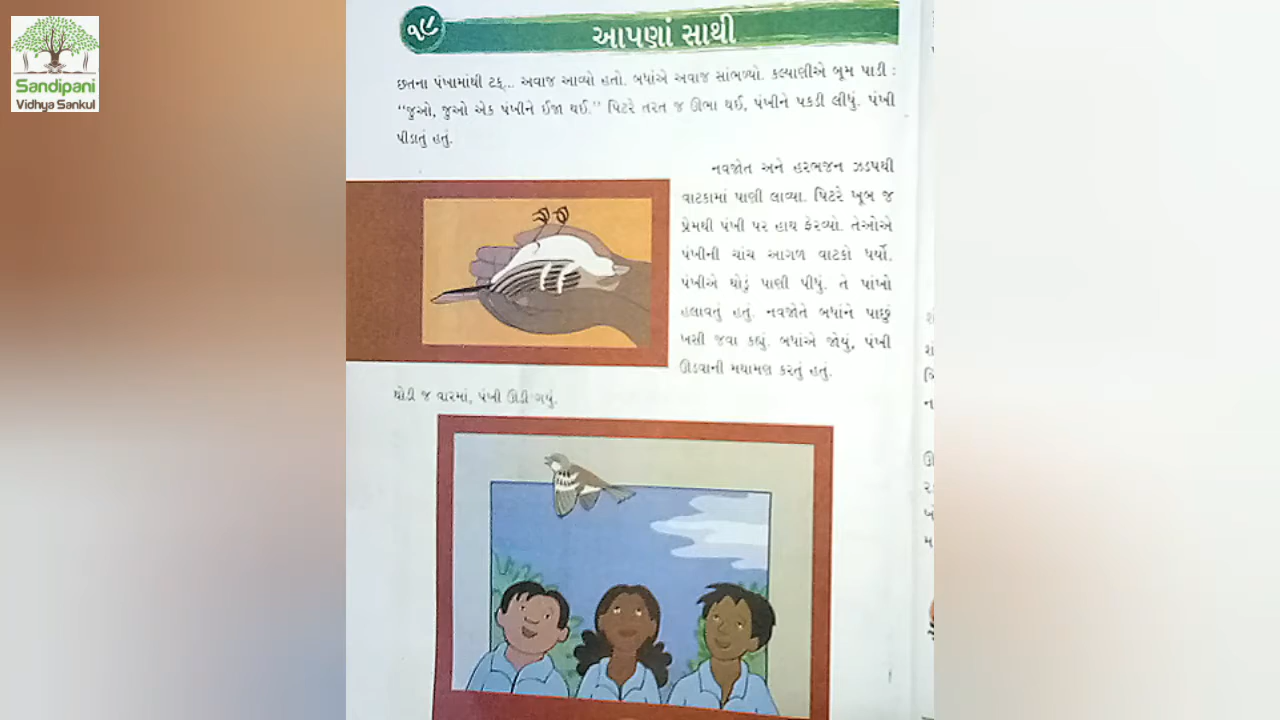 Sandipani
Vidhya Sankul
૧૯
આપણાં સાથી
છતના પંખામાંથી ટફ... અવાજ આવ્યો હતો. બધાંએ અવાજ સાંભળ્યો. કલ્યાણીએ બૂમ પાડી :
“જુઓ, જુઓ એક પંખીને ઈજા થઈ.” પિટરે તરત જ ઊભા થઈ, પંખીને પકડી લીધું. પંખી
પીડાતું હતું.
નવજોત અને હરભજન ઝડપથી
વાટકામાં પાણી લાવ્યા. પિટરે ખૂબ જ
પ્રેમથી પંખી પર હાથ ફેરવ્યો. તેઓએ
પંખીની ચાંચ આગળ વાટકો ધર્યો.
પંખીએ થોડું પાણી પીધું. તે પાંખો
હલાવતું હતું. નવજોતે બધાંને પાછું
ખસી જવા કહ્યું. બધાંએ જોયું, પંખી
ઊડવાની મથામણ કરતું હતું.
થોડી જ વારમાં, પંખી ઊડી ગયું.